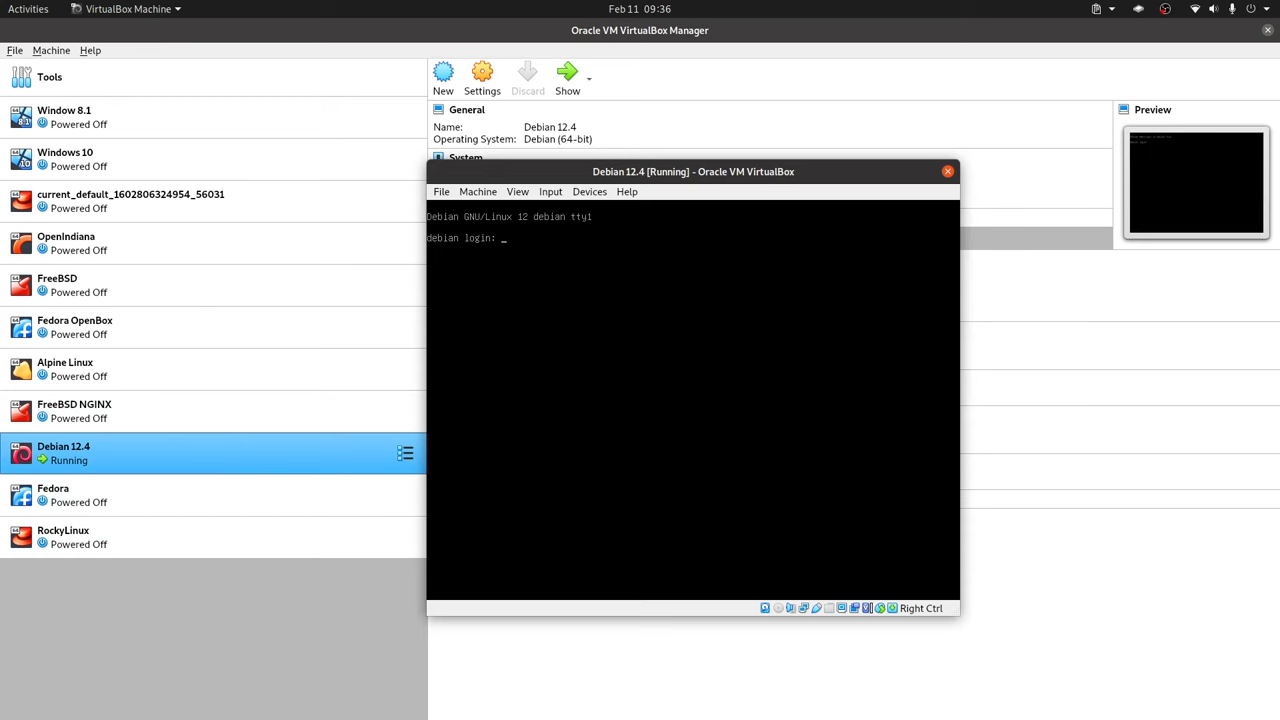 Activities
VirtualBox Machine
Feb 11 09:36
Oracle VM VirtualBox Manager
File Machine Help
Tools
New Settings Discard Show
Window 8.1
Powered Off
Windows 10
Powered Off
current_default_1602806324954_56031
Powered Off
OpenIndiana
Powered Off
FreeBSD
Powered Off
Fedora OpenBox
Powered Off
Alpine Linux
Powered Off
FreeBSD NGINX
Powered Off
Debian 12.4
Running
Fedora
Powered Off
RockyLinux
Powered Off
General
Name: Debian 12.4
Operating System: Debian (64-bit)
System
Preview
Debian 12.4 [Running] - Oracle VM VirtualBox
File Machine View Input Devices Help
Debian GNU/Linux 12 debian tty1
debian login: _
Right Ctrl